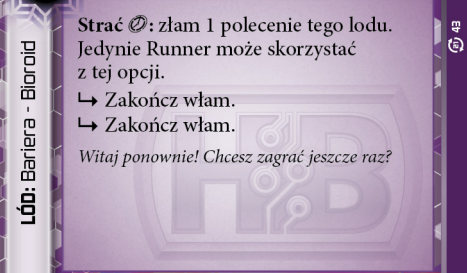 Strać : złam 1 polecenie tego lodu.
Jedynie Runner może skorzystać
z tej opcji.
↳ Zakończ włam.
↳ Zakończ włam.
Witaj ponownie! Chcesz zagrać jeszcze raz?
LÓD: Bariera - Bioroid
43
HB